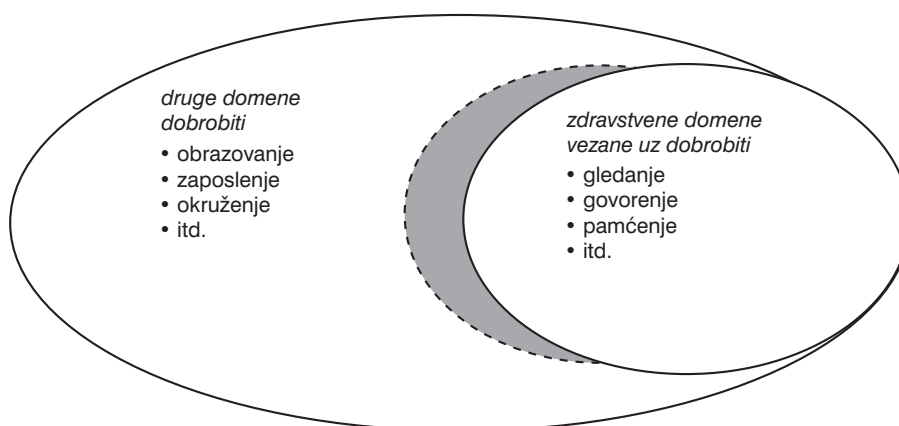 druge domene
dobrobiti
• obrazovanje
• zaposlenje
• okruženje
• itd.
zdravstvene domene
vezane uz dobrobiti
• gledanje
• govorenje
• pamćenje
• itd.